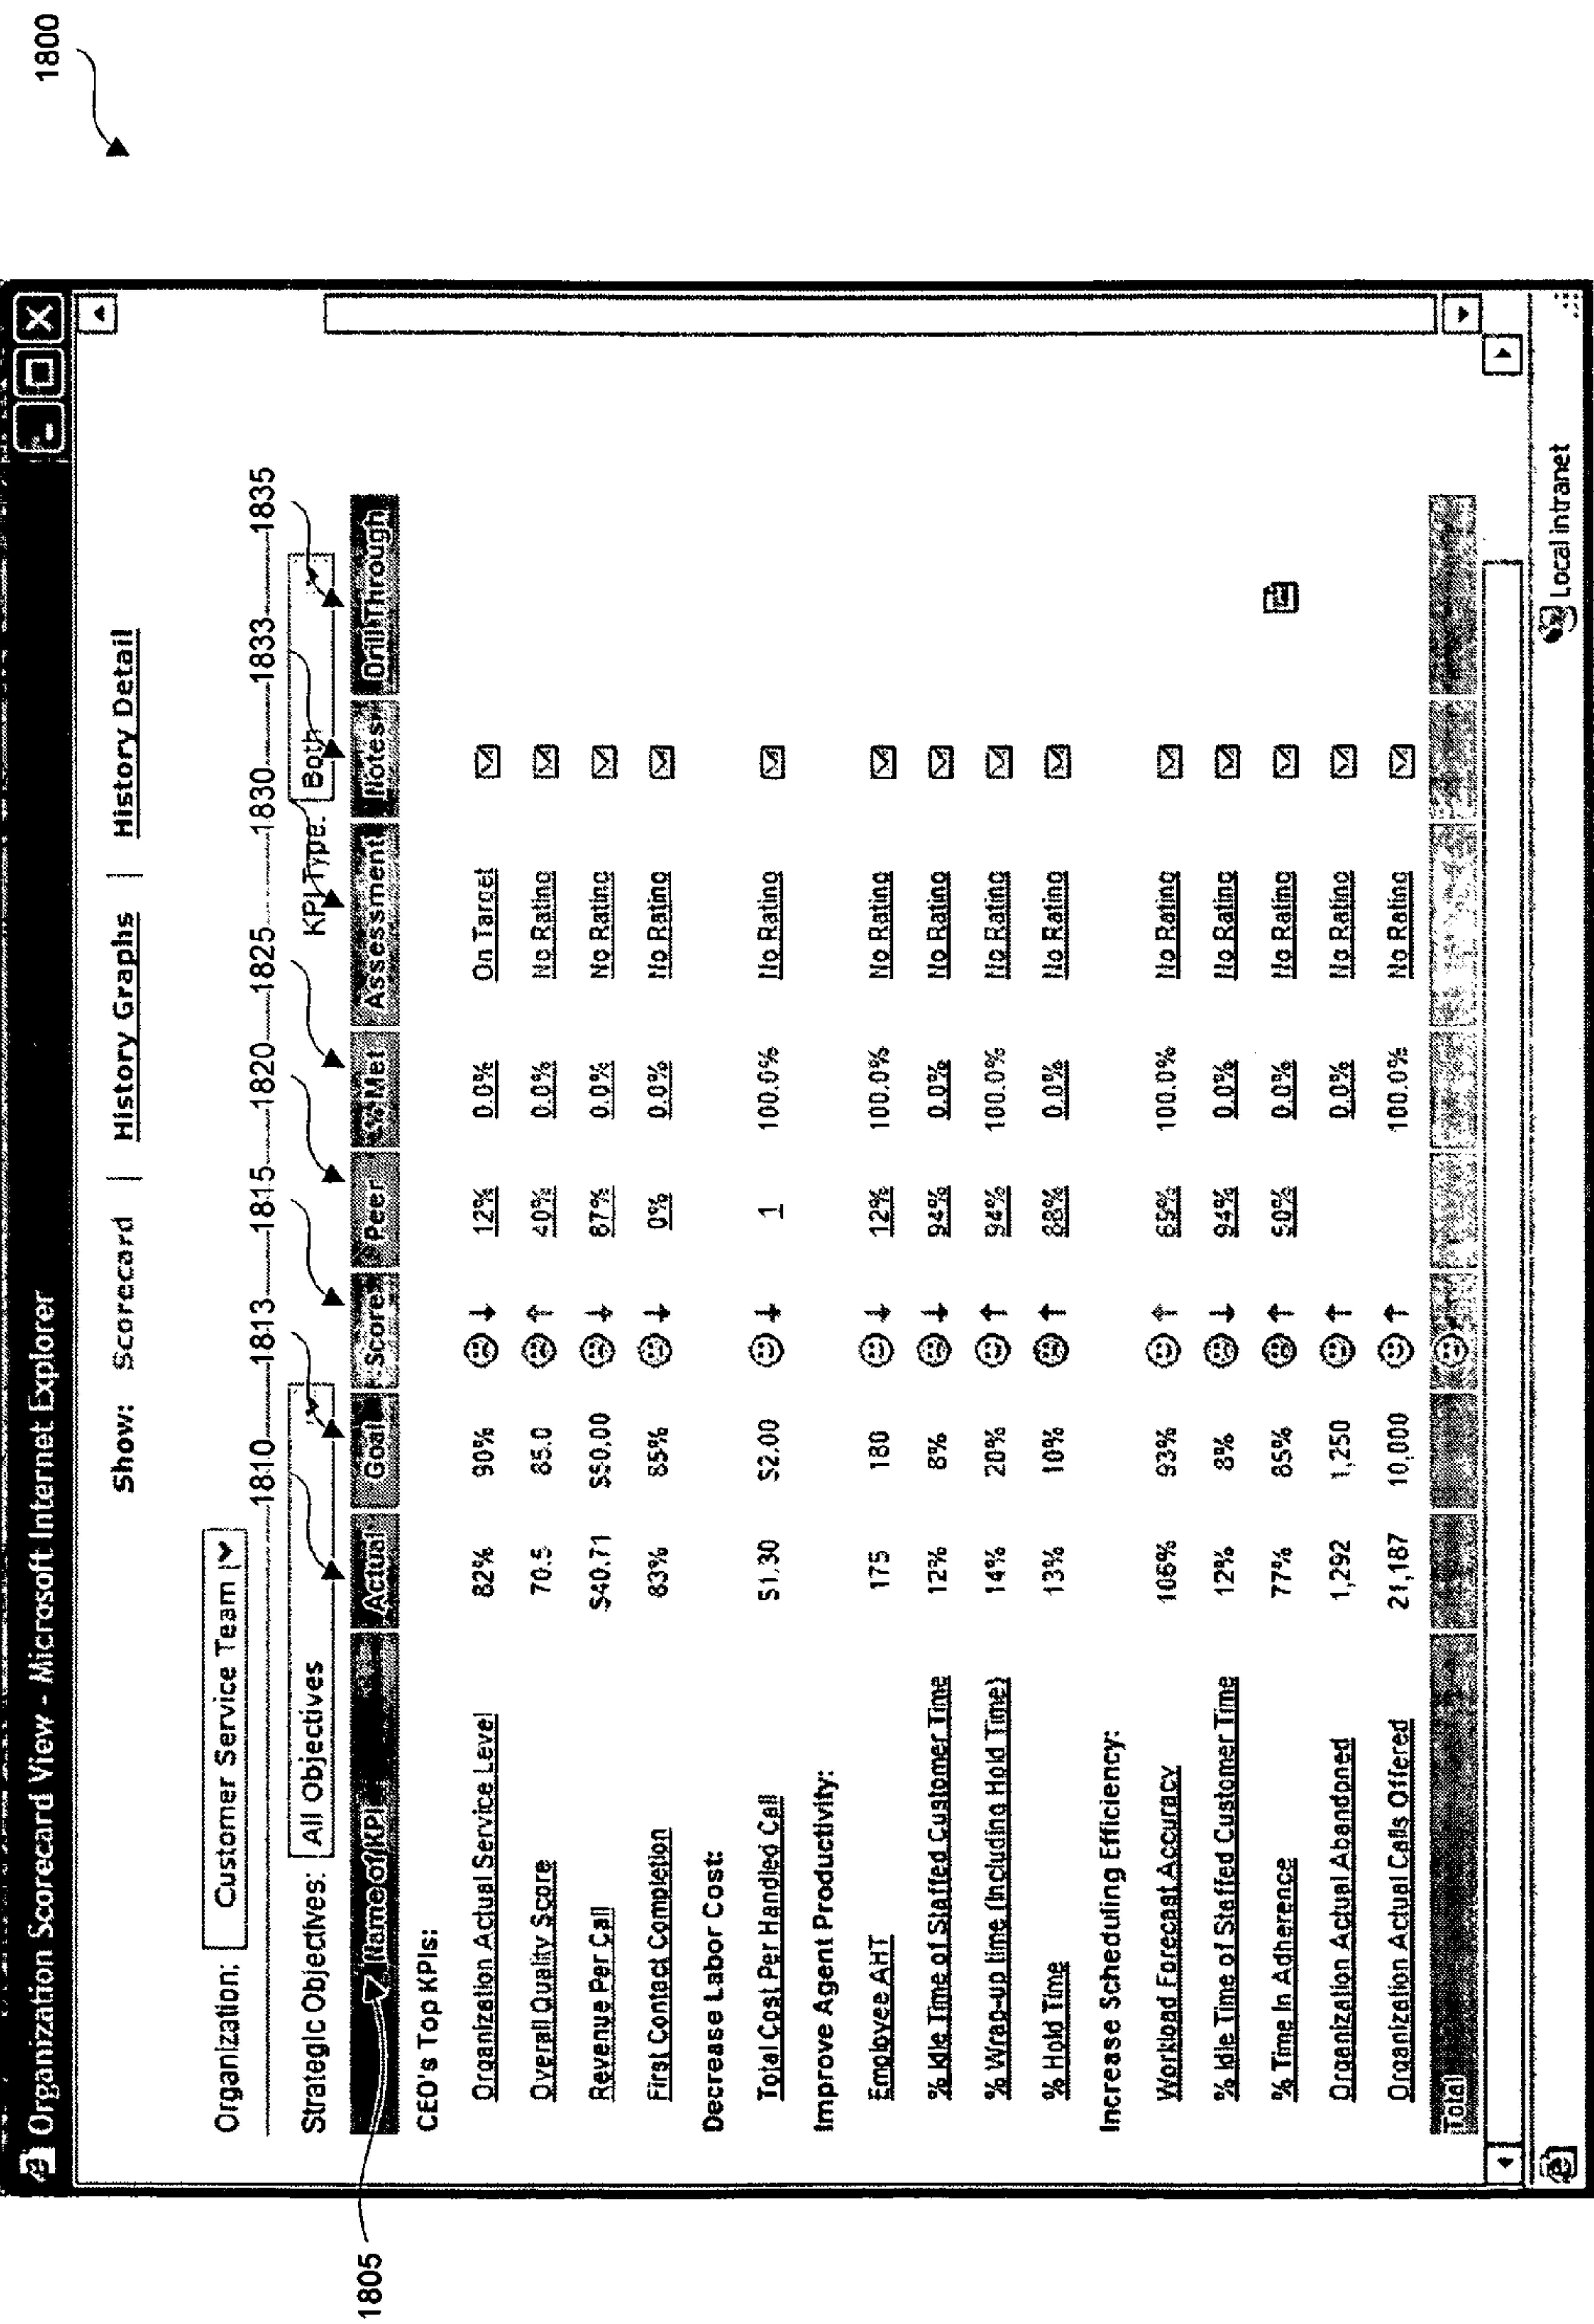 1800
Organization Scorecard View - Microsoft Internet Explorer
Show: Scorecard | History Graphs | History Detail
Organization: Customer Service Team
1810 1813 1815 1820 1825 1830 1833 1835
Strategic Objectives: All Objectives KPI Type: Both
1805
Name of KPI Actual Goal Score Peer %Met Assessment Notes Drill Through
CEO's Top KPIs:
Organization Actual Service Level 82% 90% 12% 0.0% On Target
Overall Quality Score 70.5 85.0 40% 0.0% No Rating
Revenue Per Call $40.71 $50.00 87% 0.0% No Rating
First Contact Completion 83% 85% 0% 0.0% No Rating
Decrease Labor Cost:
Total Cost Per Handled Call $1.30 $2.00 1 100.0% No Rating
Improve Agent Productivity:
Employee AHT 175 180 12% 100.0% No Rating
% Idle Time of Staffed Customer Time 12% 8% 94% 0.0% No Rating
% Wrap-up time (Including Hold Time) 14% 20% 94% 100.0% No Rating
% Hold Time 13% 10% 88% 0.0% No Rating
Increase Scheduling Efficiency:
Workload Forecast Accuracy 106% 93% 100.0% No Rating
% Idle Time of Staffed Customer Time 12% 8% 94% 0.0% No Rating
% Time In Adherence 77% 85% 50% 0.0% No Rating
Organization Actual Abandoned 1,292 1,250 0.0% No Rating
Organization Actual Calls Offered 21,187 10,000 100.0% No Rating
Total
Local intranet